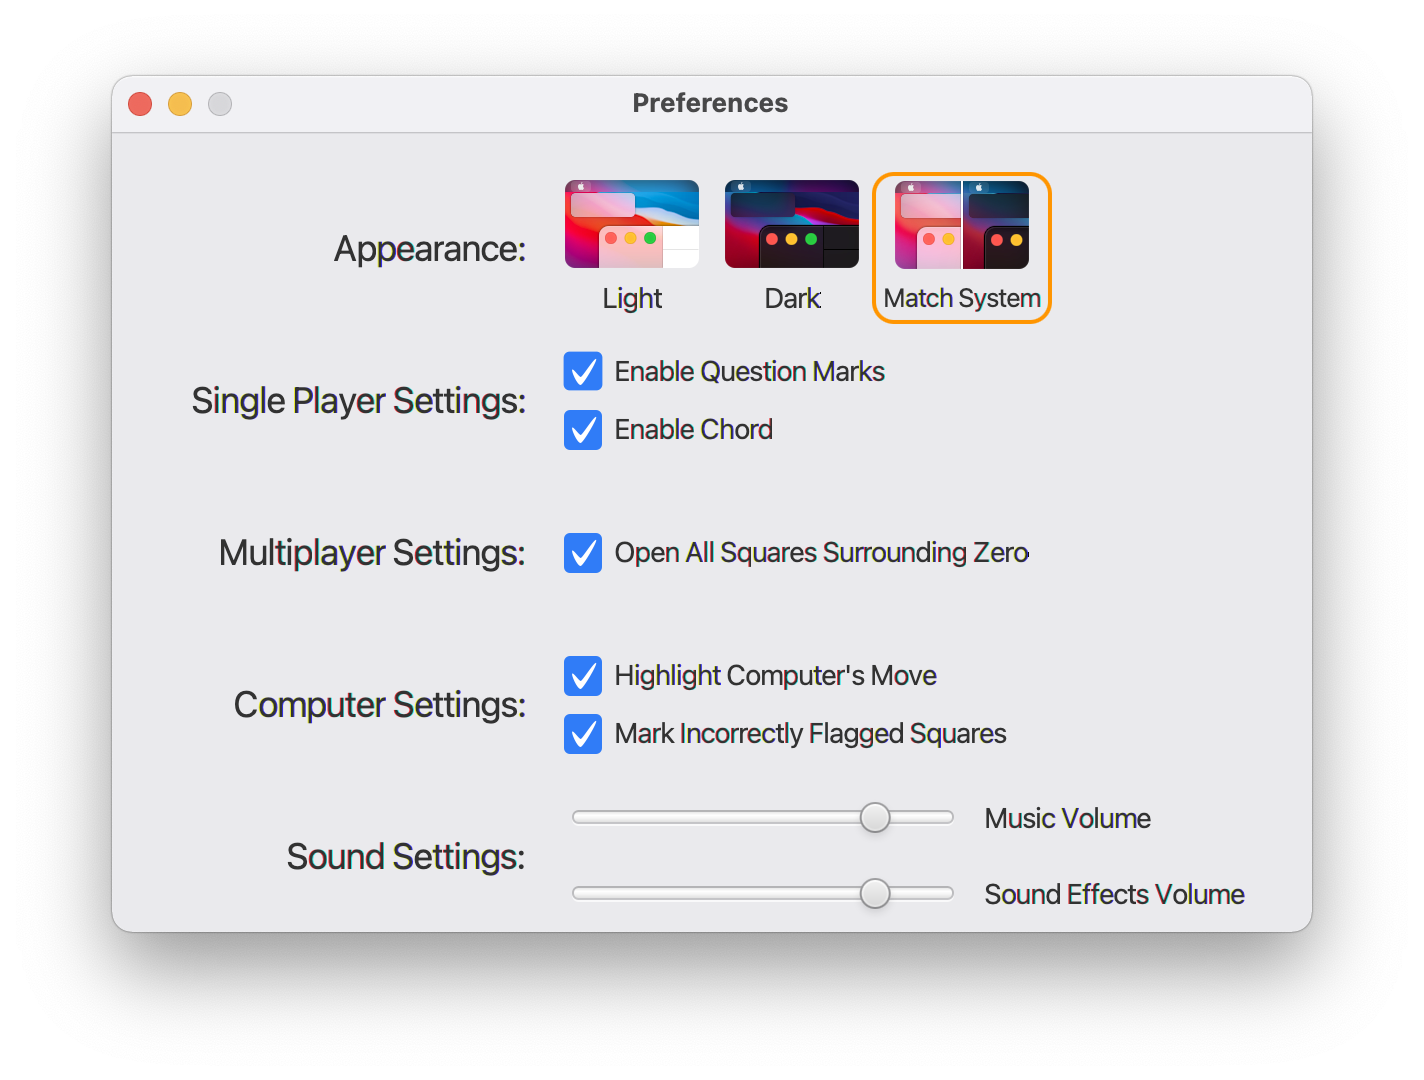 Preferences
Appearance:
Light
Dark
Match System
Single Player Settings:
Enable Question Marks
Enable Chord
Multiplayer Settings:
Open All Squares Surrounding Zero
Computer Settings:
Highlight Computer's Move
Mark Incorrectly Flagged Squares
Sound Settings:
Music Volume
Sound Effects Volume